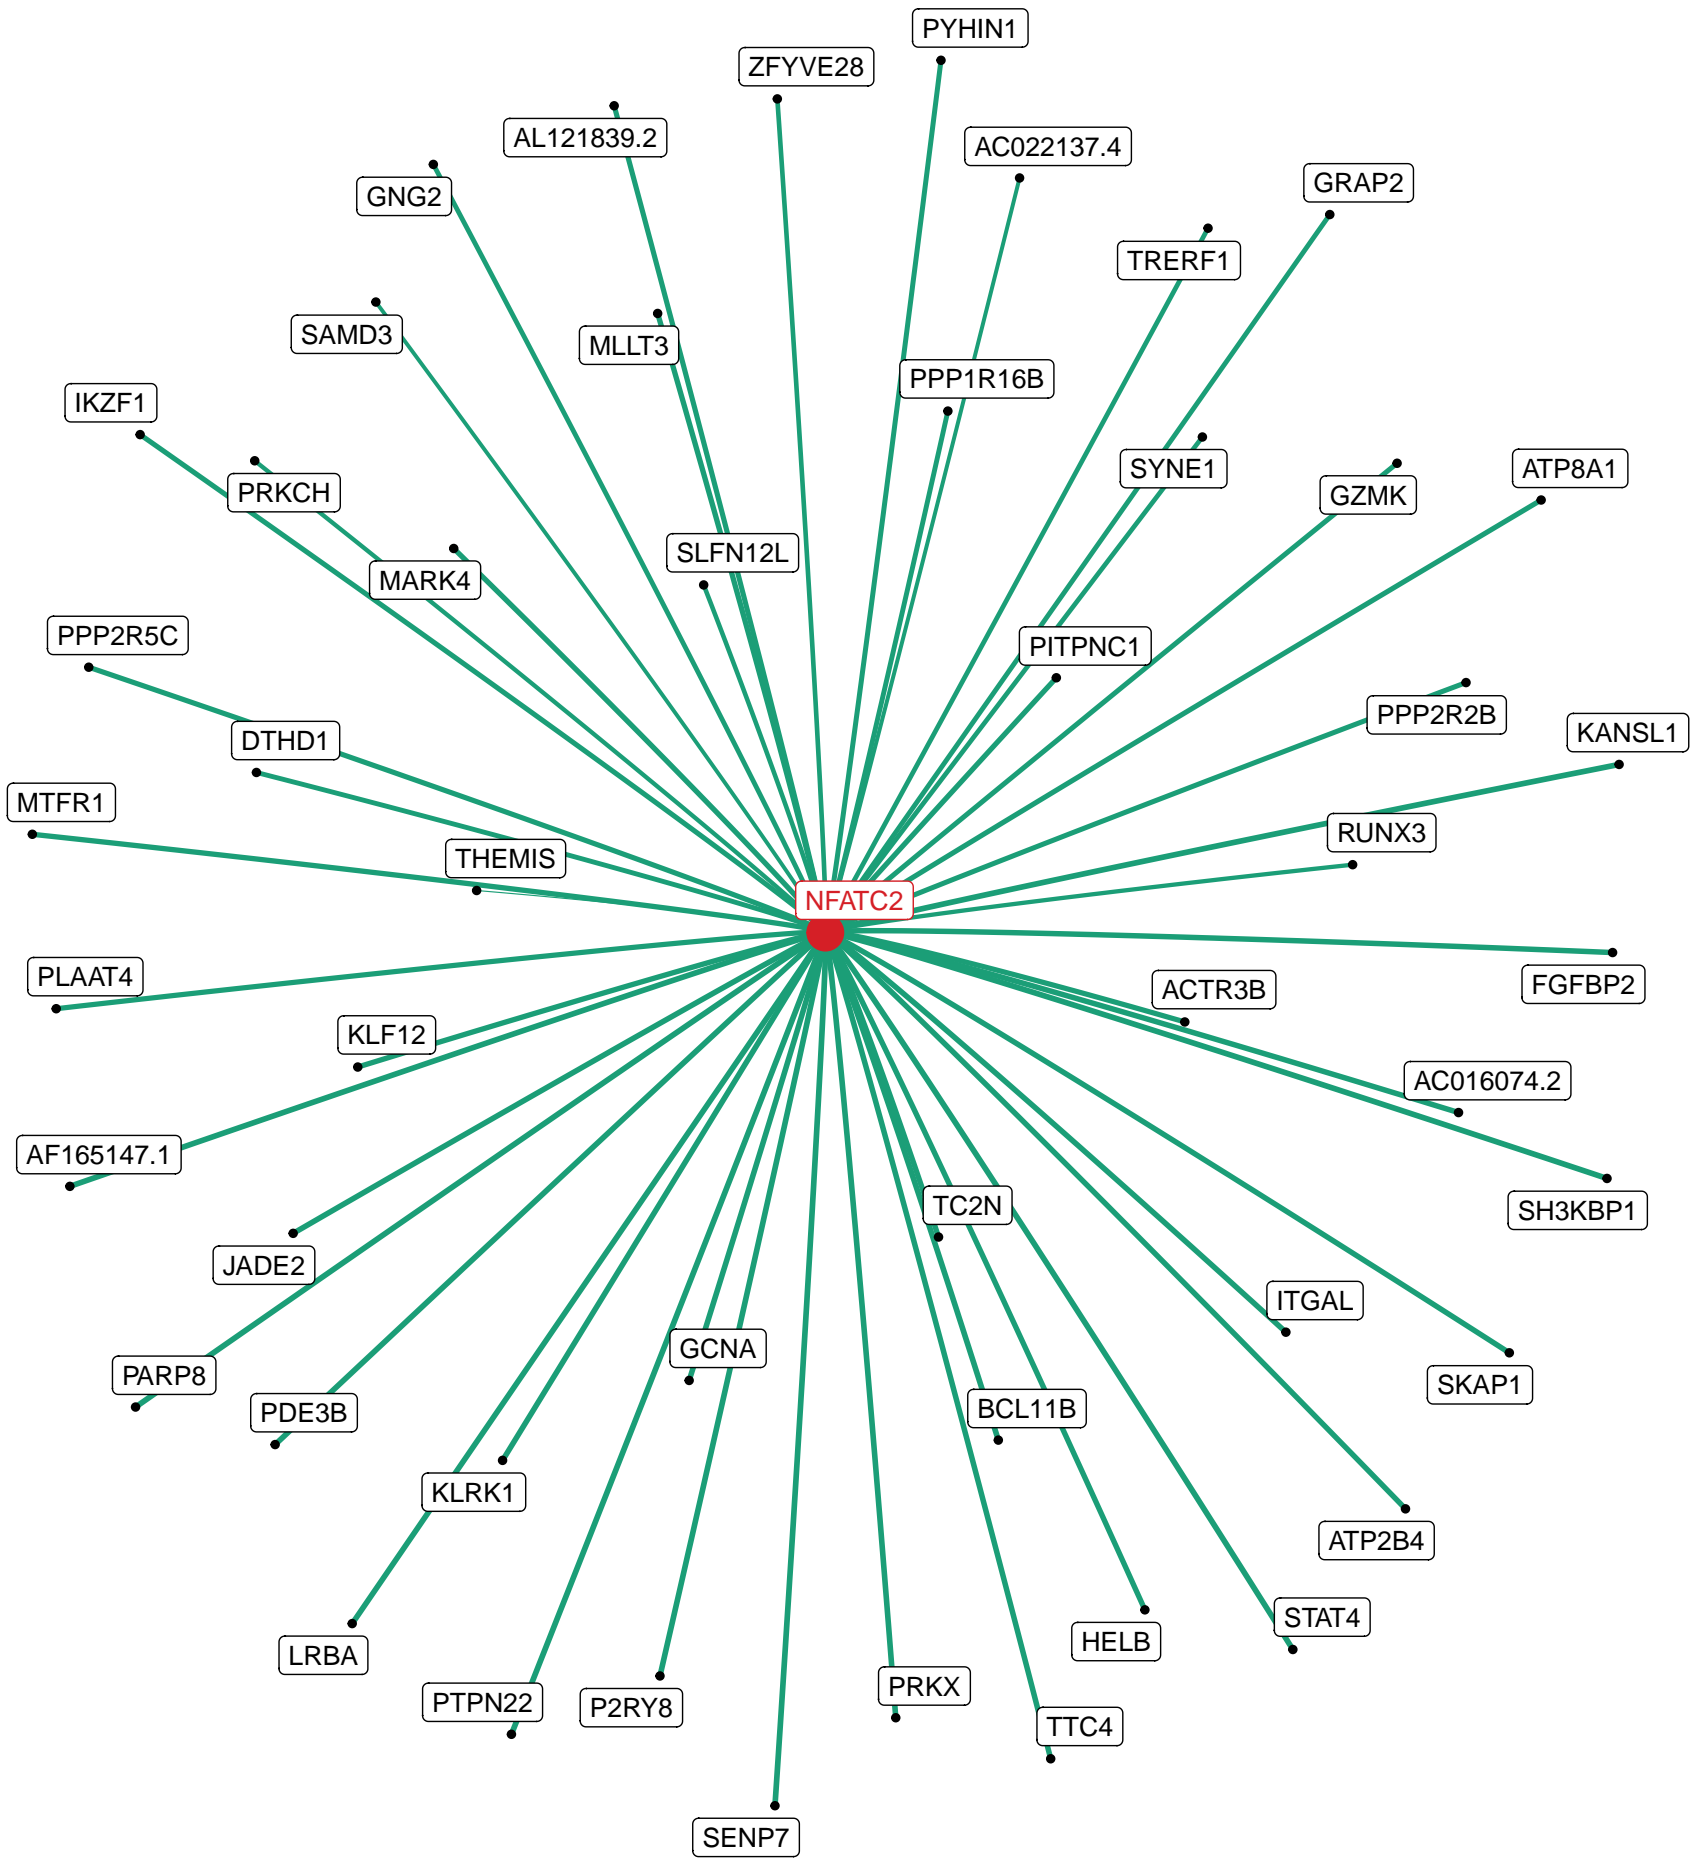 PYHIN1
ZFYVE28
AL121839.2
AC022137.4
GRAP2
GNG2
TRERF1
SAMD3
MLLT3
PPP1R16B
IKZF1
SYNE1
ATP8A1
PRKCH
GZMK
SLFN12L
MARK4
PPP2R5C
PITPNC1
PPP2R2B
KANSL1
DTHD1
MTFR1
RUNX3
THEMIS
NFATC2
PLAAT4
FGFBP2
ACTR3B
KLF12
AC016074.2
AF165147.1
TC2N
SH3KBP1
JADE2
ITGAL
GCNA
PARP8
SKAP1
PDE3B
BCL11B
KLRK1
ATP2B4
STAT4
HELB
LRBA
PRKX
PTPN22
P2RY8
TTC4
SENP7